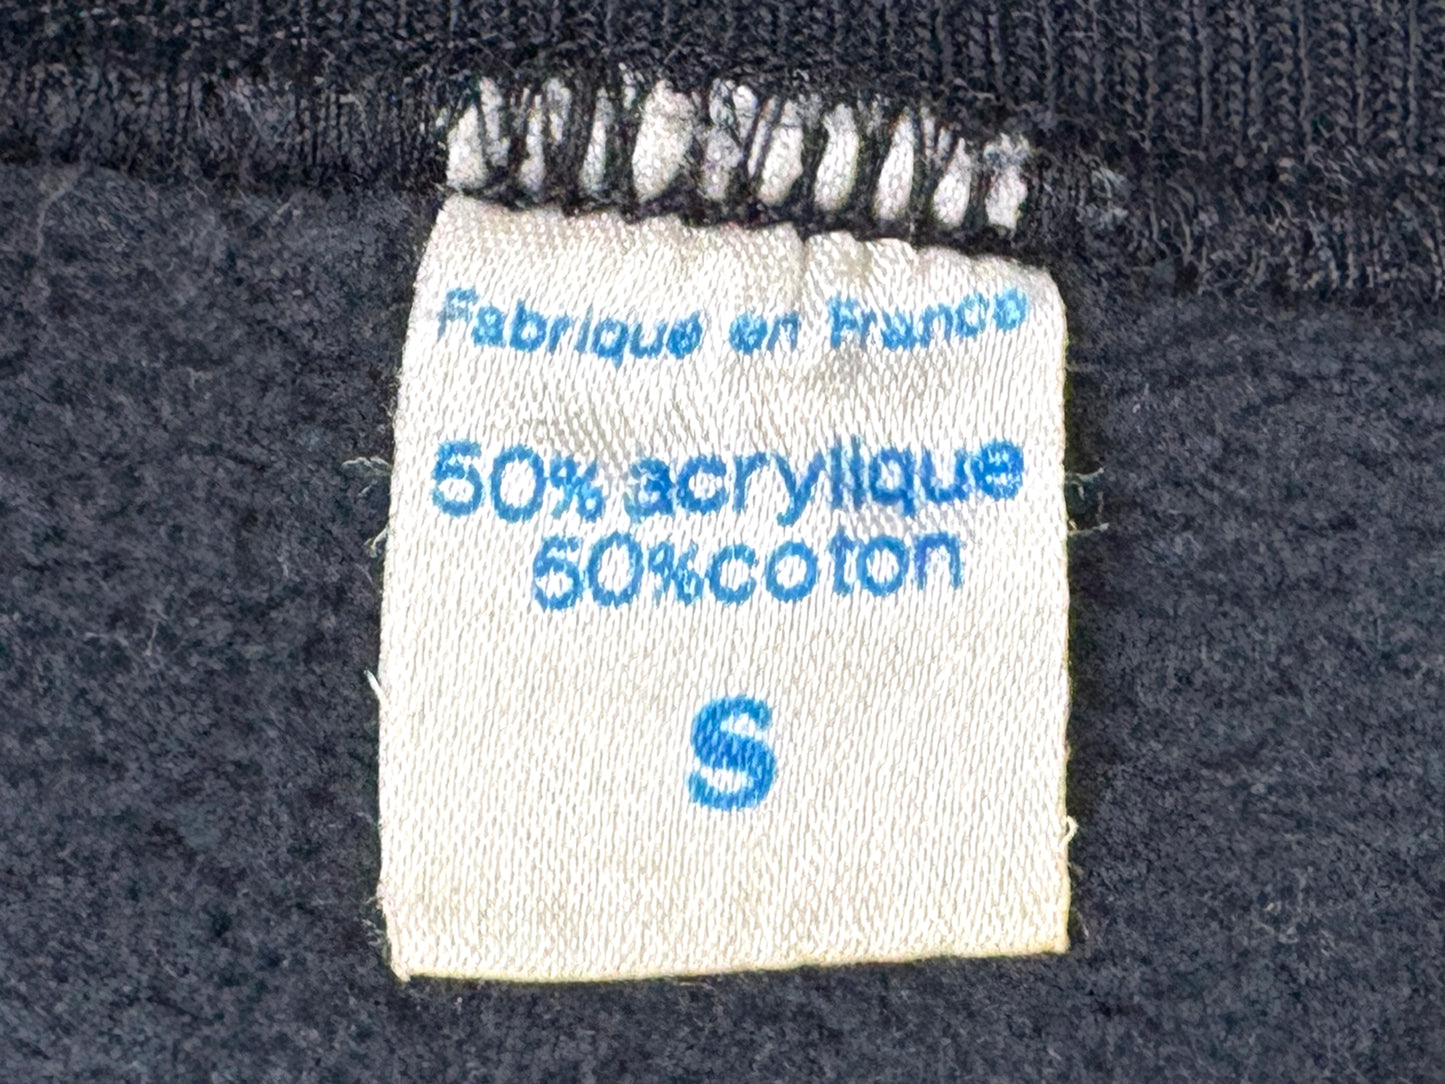 Fabriqué en France
50% acrylique
50% coton
S